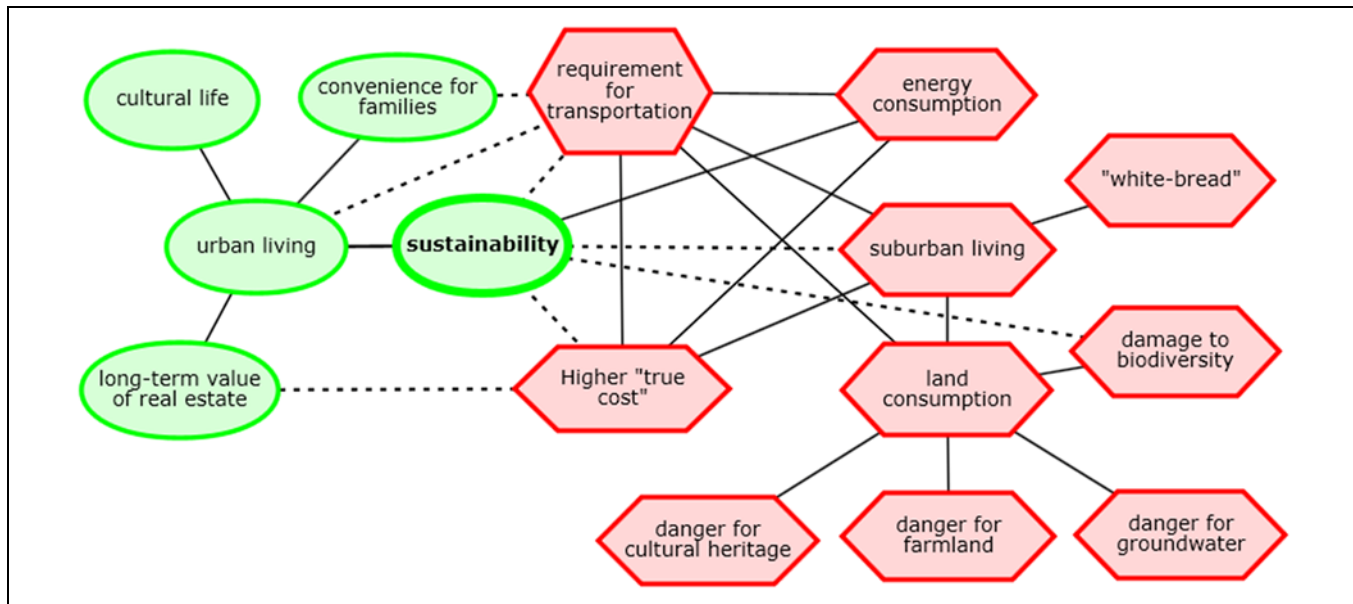 cultural life
convenience for
families
requirement
for
transportation
energy
consumption
"white-bread"
urban living
sustainability
suburban living
damage to
biodiversity
long-term value
of real estate
Higher "true
cost"
land
consumption
danger for
cultural heritage
danger for
farmland
danger for
groundwater